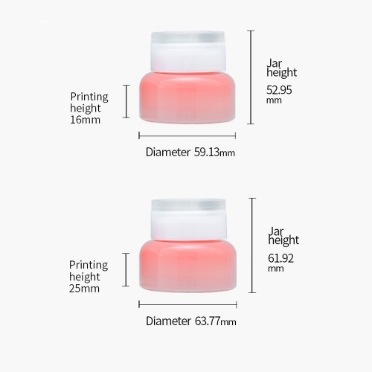 Jar
height
52.95
mm
Printing
height
16mm
Diameter 59.13mm
Jar
height
61.92
mm
Printing
height
25mm
Diameter 63.77mm